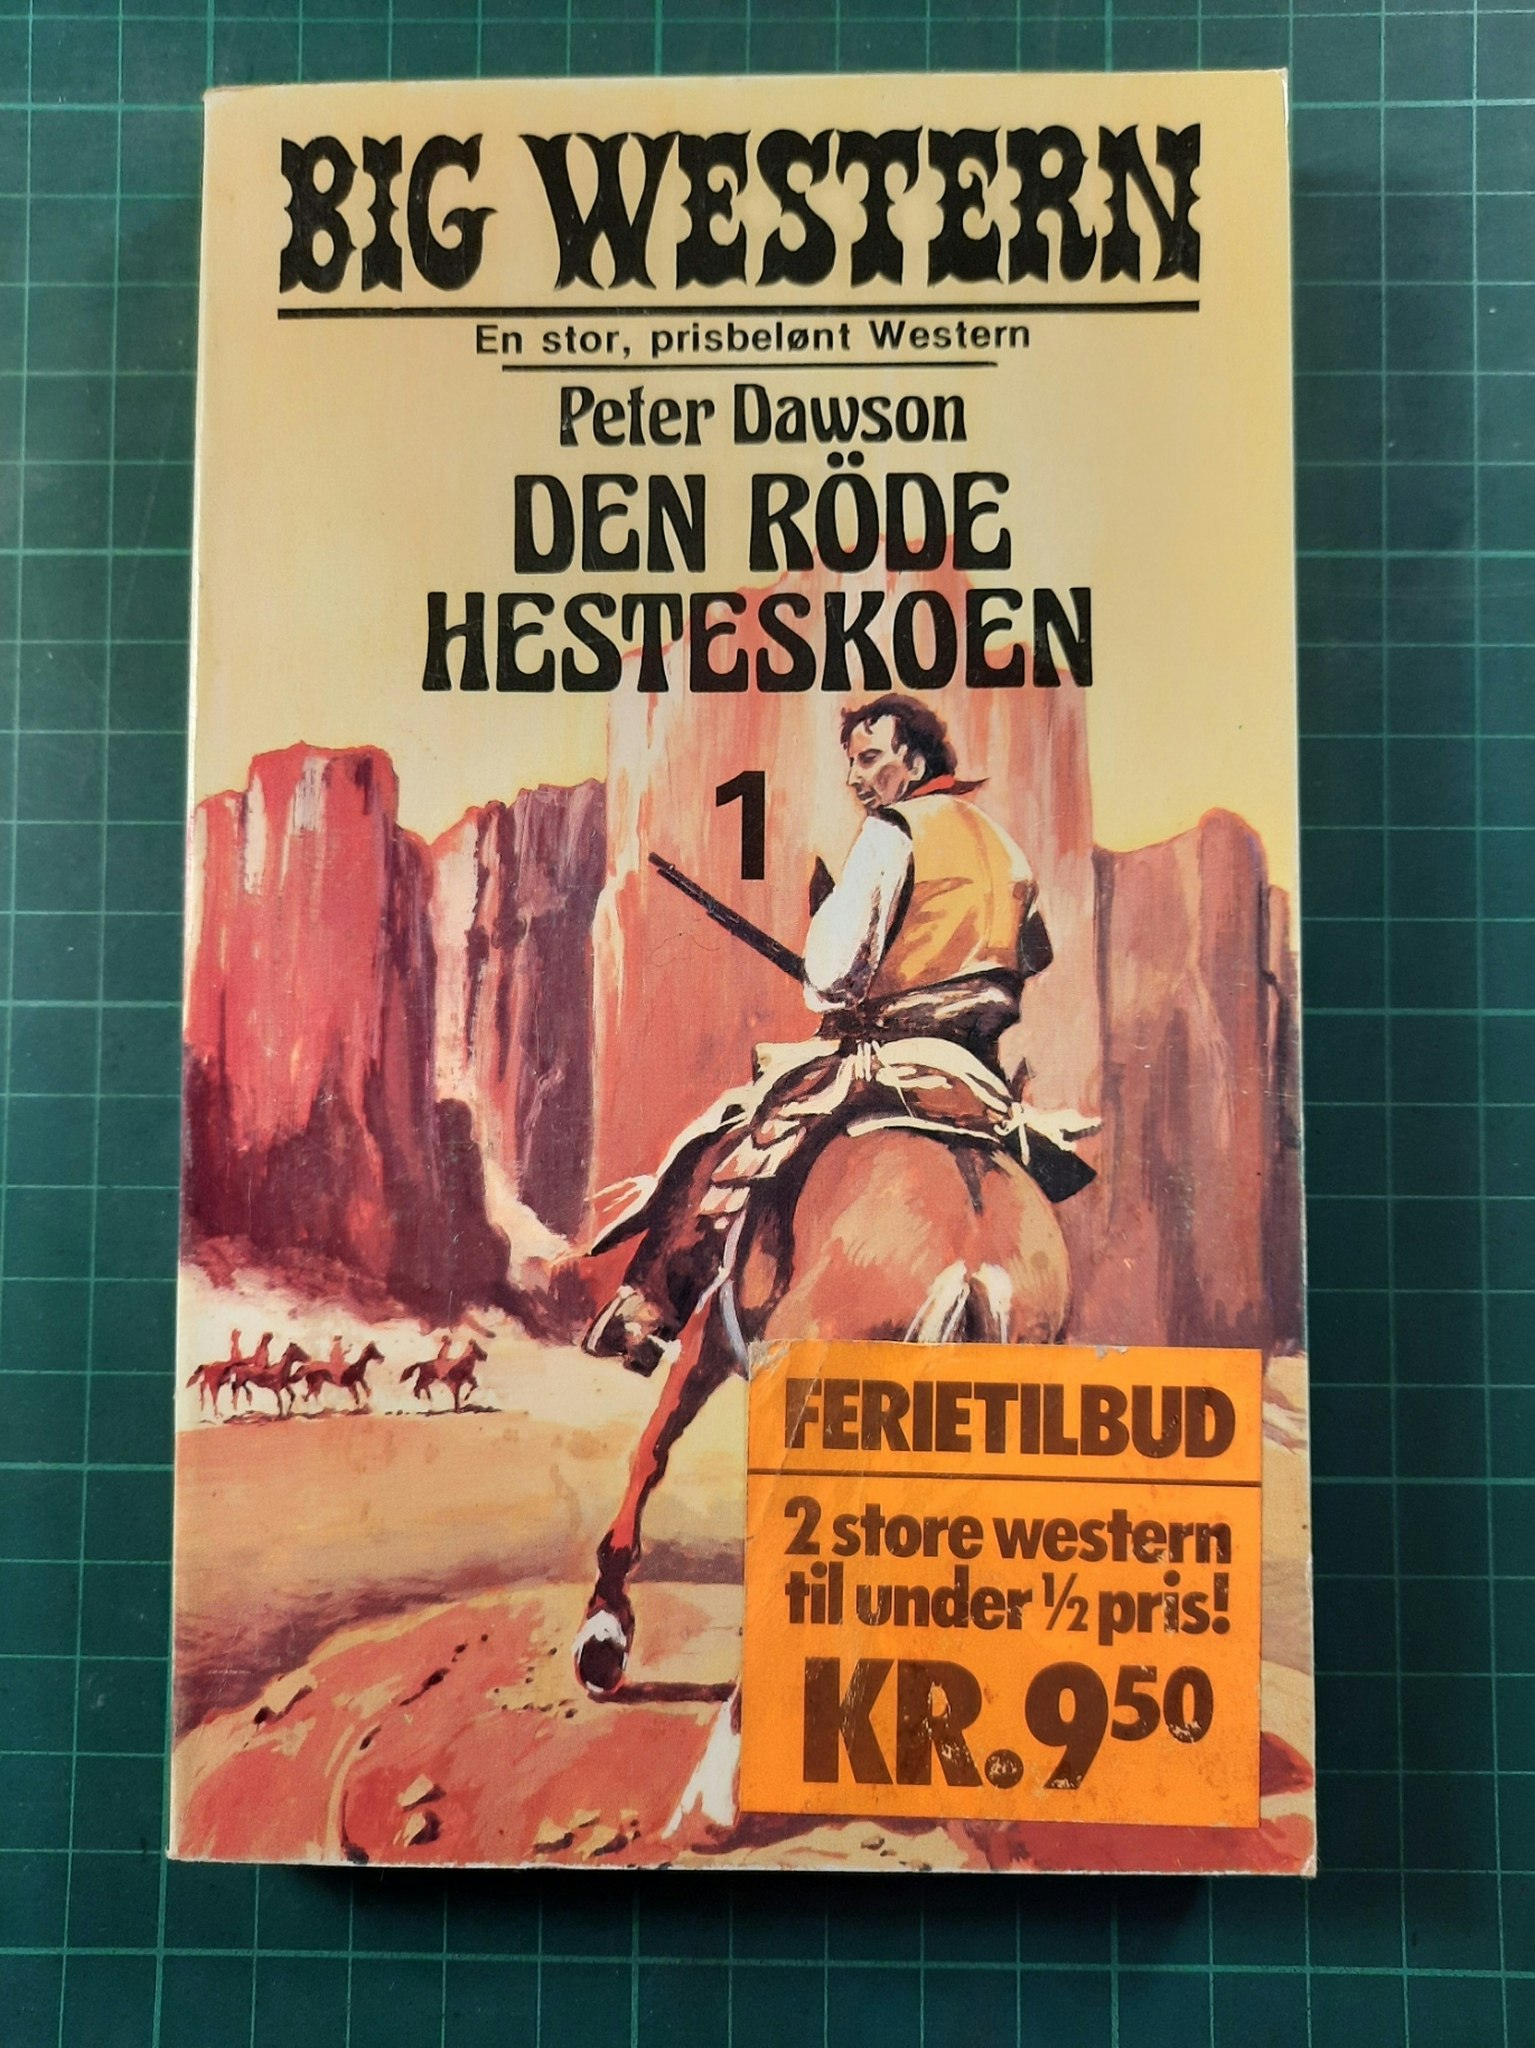 BIG WESTERN
En stor, prisbelønt Western
Peter Dawson
DEN RÖDE
HESTESKOEN
1
FERIETILBUD
2 store western
til under ½ pris!
KR. 9⁵⁰